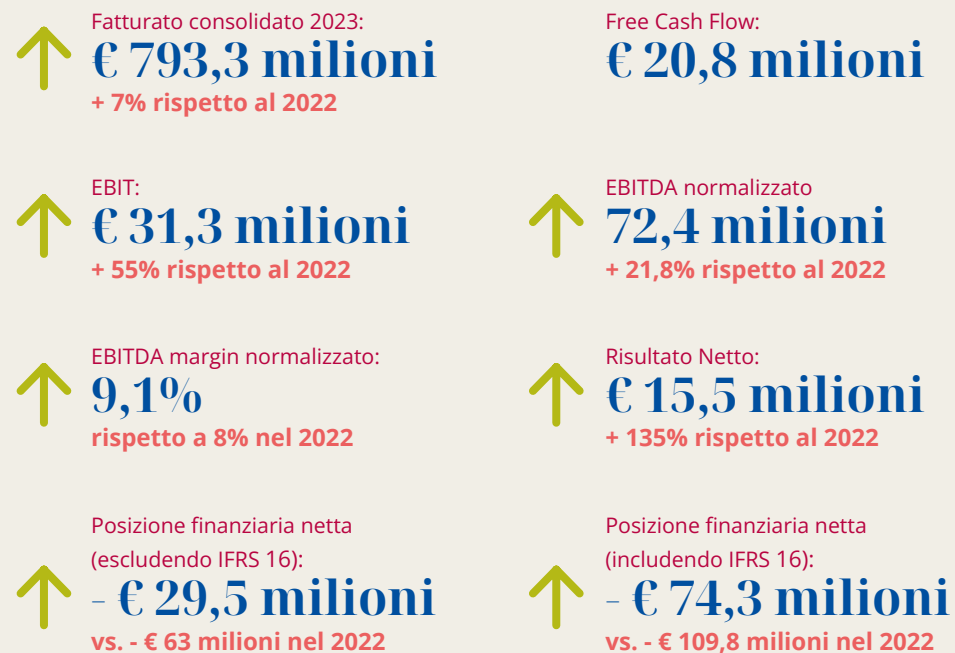 Fatturato consolidato 2023:
€ 793,3 milioni
+ 7% rispetto al 2022
Free Cash Flow:
€ 20,8 milioni
EBIT:
€ 31,3 milioni
+ 55% rispetto al 2022
EBITDA normalizzato
72,4 milioni
+ 21,8% rispetto al 2022
EBITDA margin normalizzato:
9,1%
rispetto a 8% nel 2022
Risultato Netto:
€ 15,5 milioni
+ 135% rispetto al 2022
Posizione finanziaria netta
(escludendo IFRS 16):
- € 29,5 milioni
vs. - € 63 milioni nel 2022
Posizione finanziaria netta
(includendo IFRS 16):
- € 74,3 milioni
vs. - € 109,8 milioni nel 2022